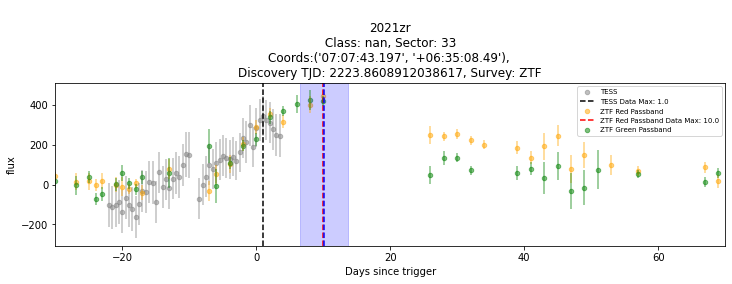 2021zr
Class: nan, Sector: 33
Coords:('07:07:43.197', '+06:35:08.49'),
Discovery TJD: 2223.8608912038617, Survey: ZTF
flux
400
200
0
−200
TESS
TESS Data Max: 1.0
ZTF Red Passband
ZTF Red Passband Data Max: 10.0
ZTF Green Passband
−20 0 20 40 60
Days since trigger